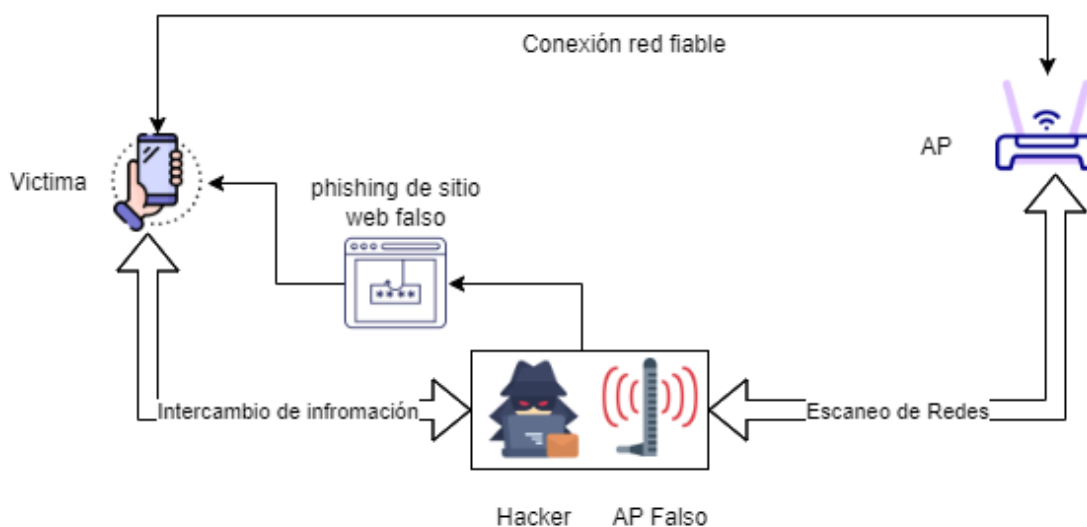 Conexión red fiable
AP
Victima
phishing de sitio
web falso
****
Intercambio de infromación
Escaneo de Redes
Hacker
AP Falso